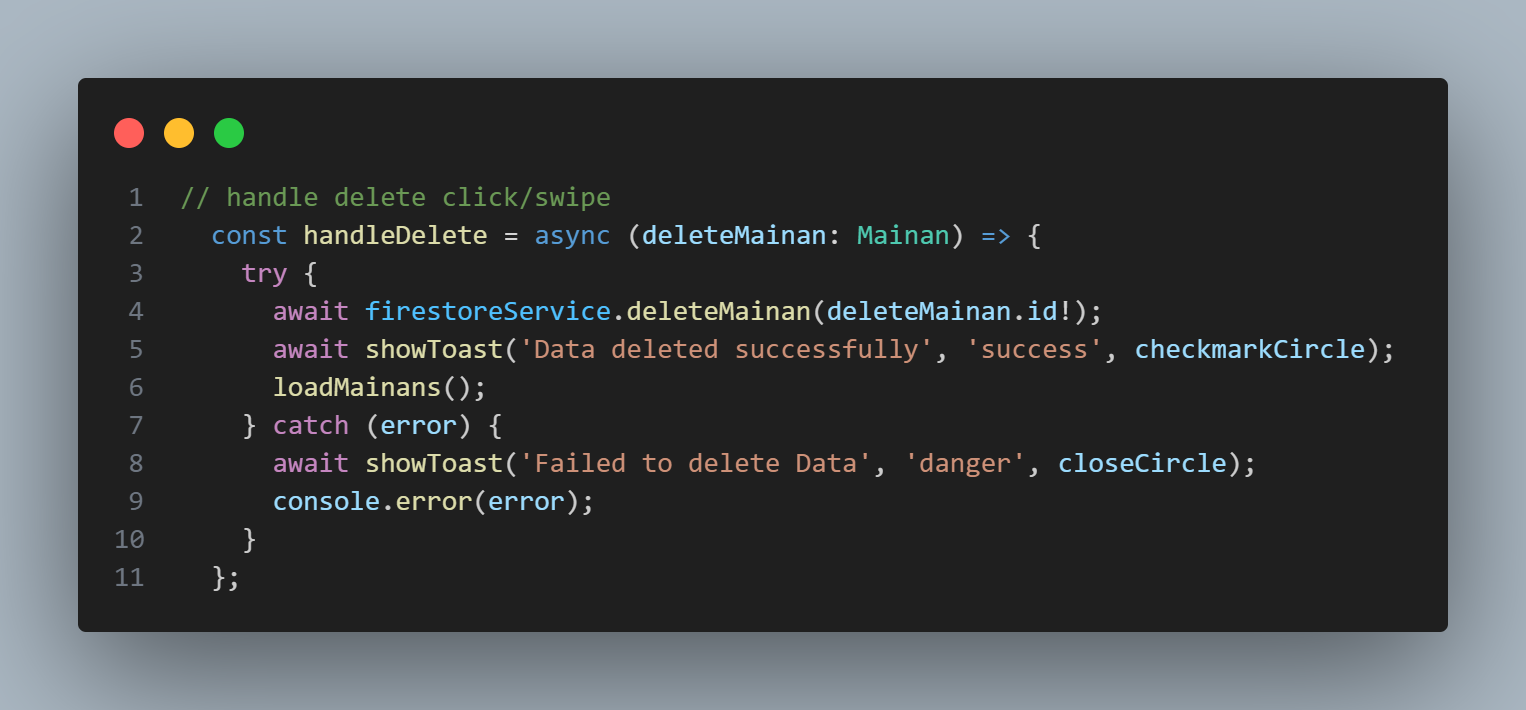 1 // handle delete click/swipe
2   const handleDelete = async (deleteMainan: Mainan) => {
3     try {
4       await firestoreService.deleteMainan(deleteMainan.id!);
5       await showToast('Data deleted successfully', 'success', checkmarkCircle);
6       loadMainans();
7     } catch (error) {
8       await showToast('Failed to delete Data', 'danger', closeCircle);
9       console.error(error);
10     }
11   };